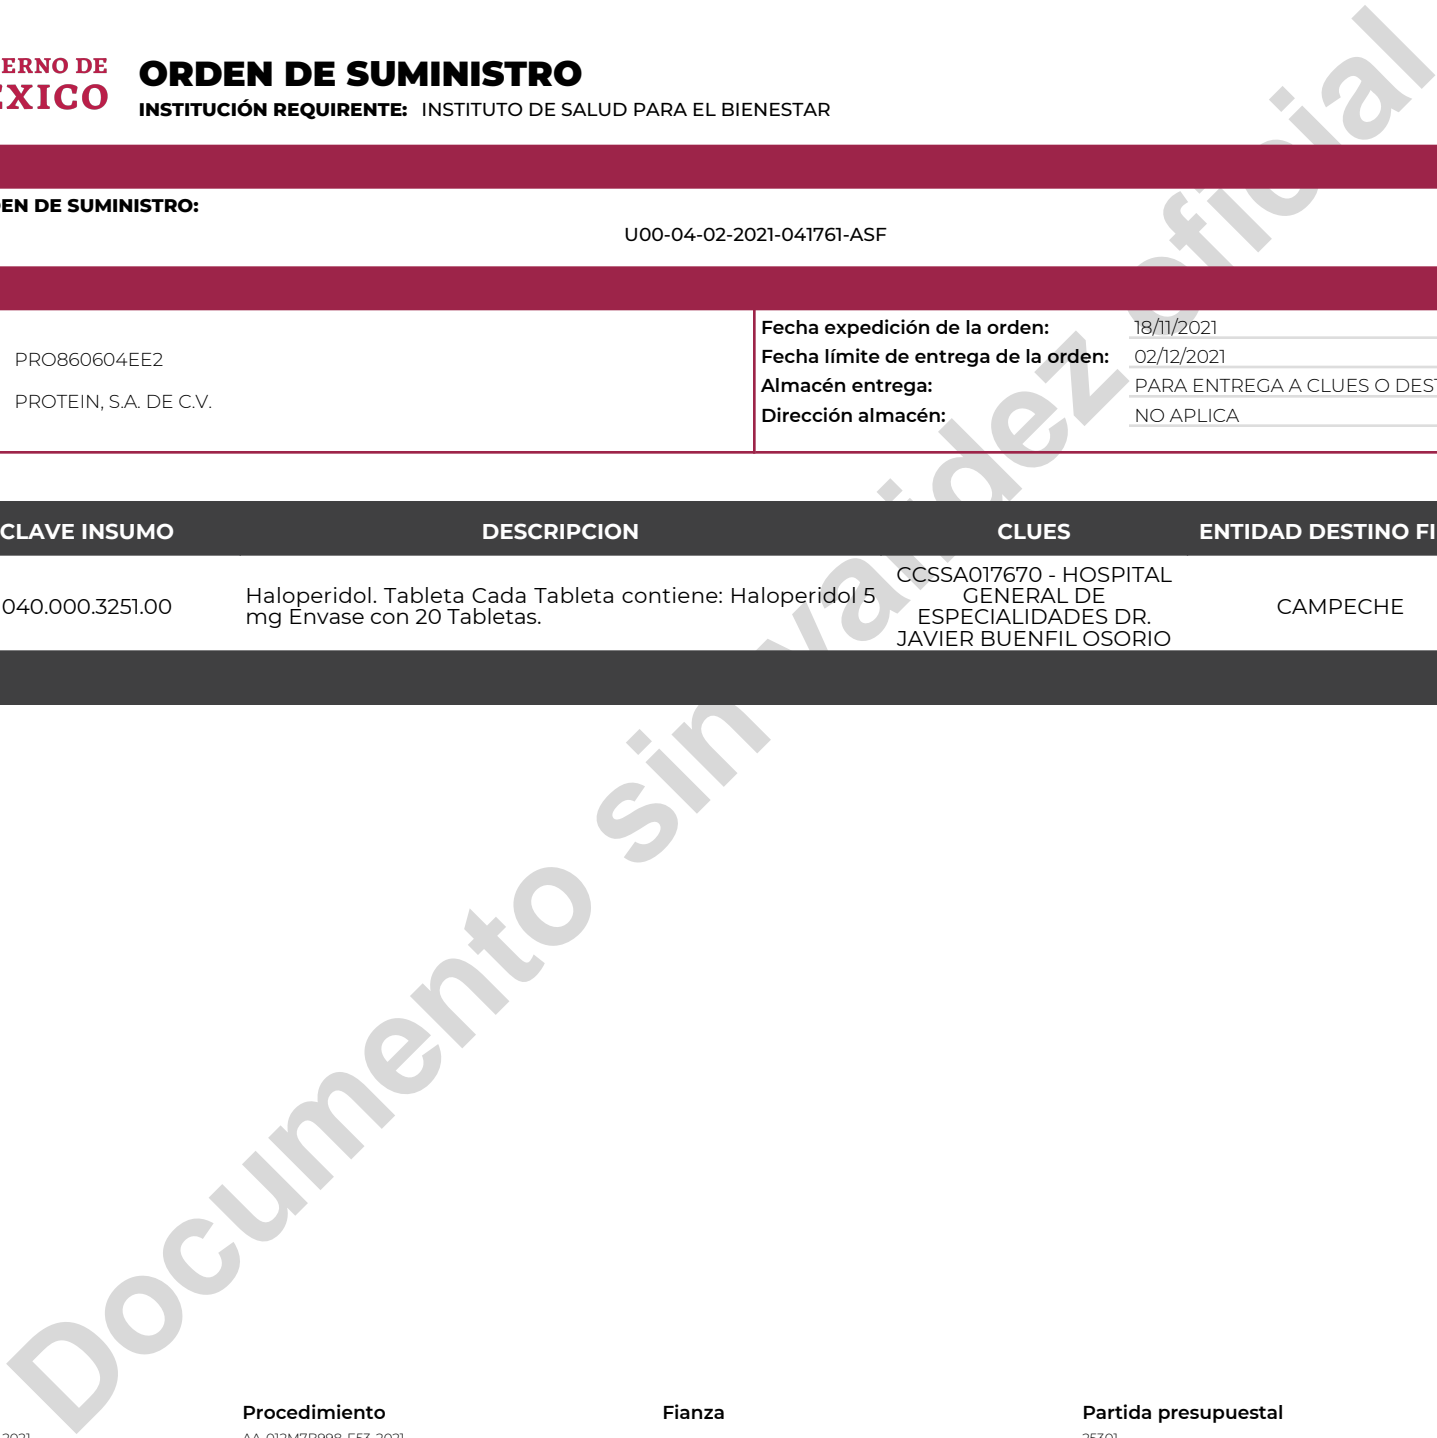 ERNO DE
ÉXICO
ORDEN DE SUMINISTRO
INSTITUCIÓN REQUIRENTE: INSTITUTO DE SALUD PARA EL BIENESTAR
EN DE SUMINISTRO:
U00-04-02-2021-041761-ASF
PRO860604EE2
PROTEIN, S.A. DE C.V.
Fecha expedición de la orden: 18/11/2021
Fecha límite de entrega de la orden: 02/12/2021
Almacén entrega: PARA ENTREGA A CLUES O DEST
Dirección almacén: NO APLICA
CLAVE INSUMO DESCRIPCION CLUES ENTIDAD DESTINO FI
040.000.3251.00
Haloperidol. Tableta Cada Tableta contiene: Haloperidol 5
mg Envase con 20 Tabletas.
CCSSA017670 - HOSPITAL
GENERAL DE
ESPECIALIDADES DR.
JAVIER BUENFIL OSORIO
CAMPECHE
Documento sin validez oficial
Procedimiento Fianza Partida presupuestal